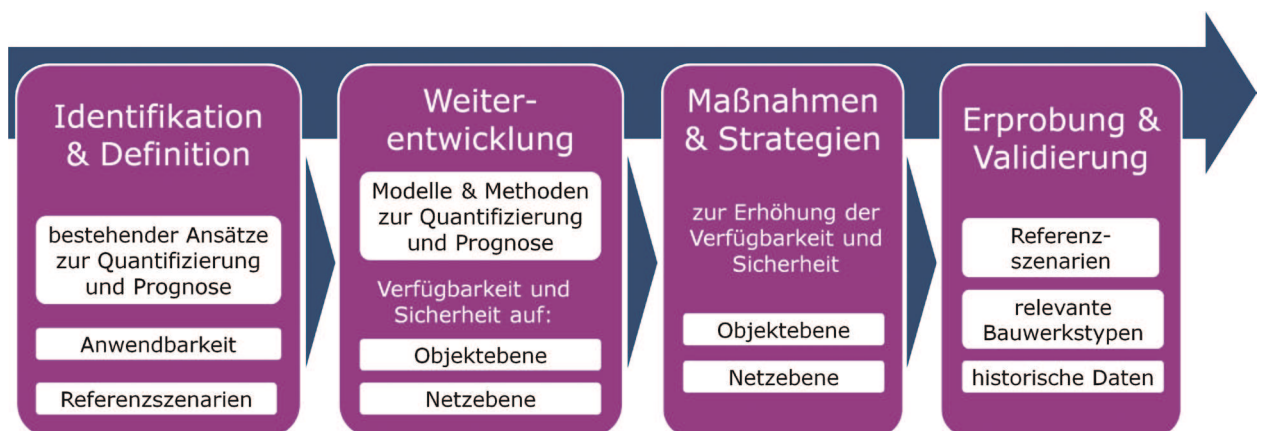 Identifikation
& Definition
bestehender Ansätze
zur Quantifizierung
und Prognose
Anwendbarkeit
Referenzszenarien
Weiter-
entwicklung
Modelle & Methoden
zur Quantifizierung
und Prognose
Verfügbarkeit und
Sicherheit auf:
Objektebene
Netzebene
Maßnahmen
& Strategien
zur Erhöhung der
Verfügbarkeit und
Sicherheit
Objektebene
Netzebene
Erprobung &
Validierung
Referenz-
szenarien
relevante
Bauwerkstypen
historische Daten